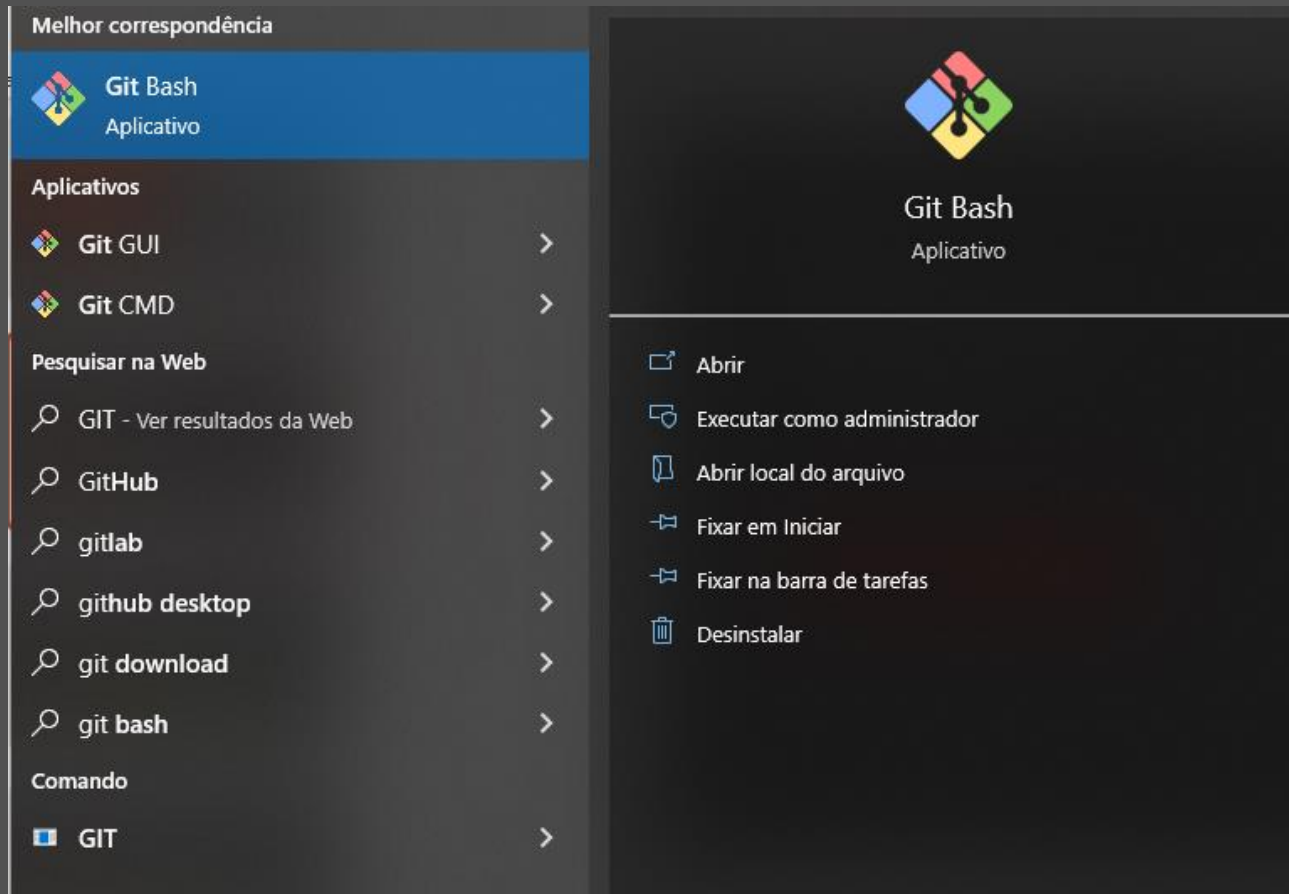 Melhor correspondência
Git Bash
Aplicativo
Aplicativos
Git GUI
Git CMD
Pesquisar na Web
GIT - Ver resultados da Web
GitHub
gitlab
github desktop
git download
git bash
Comando
GIT
Git Bash
Aplicativo
Abrir
Executar como administrador
Abrir local do arquivo
Fixar em Iniciar
Fixar na barra de tarefas
Desinstalar